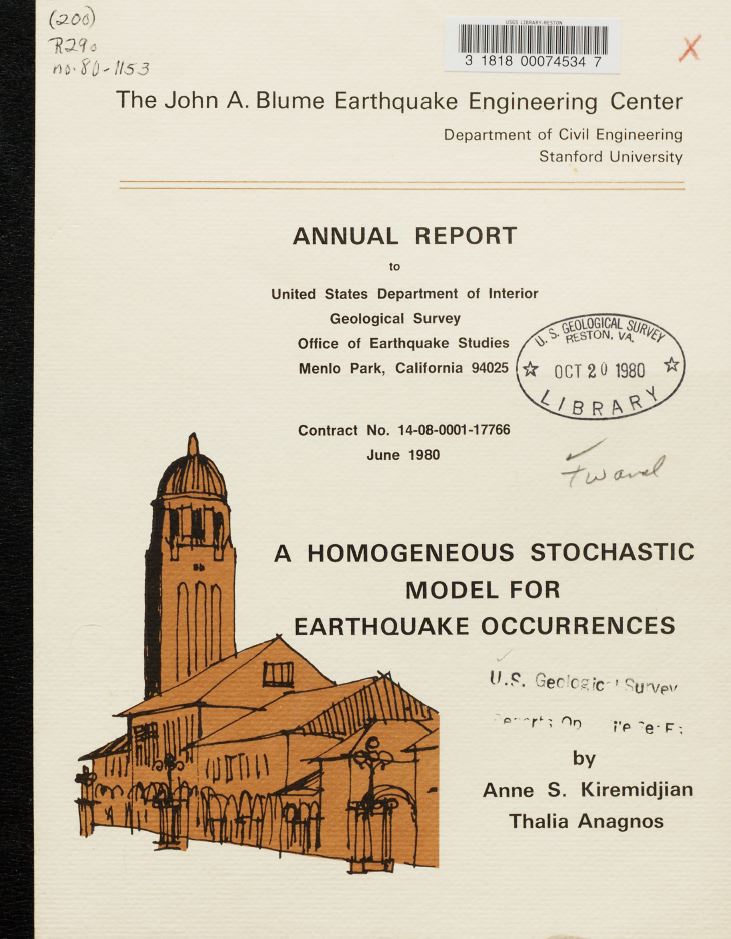 (200)
R290
no.80-1153
USGS LIBRARY-RESTON
3 1818 00074534 7
X
The John A. Blume Earthquake Engineering Center
Department of Civil Engineering
Stanford University
ANNUAL REPORT
to
United States Department of Interior
Geological Survey
Office of Earthquake Studies
Menlo Park, California 94025
U. S. GEOLOGICAL SURVEY
RESTON, VA.
OCT 20 1980
LIBRARY
Contract No. 14-08-0001-17766
June 1980
A HOMOGENEOUS STOCHASTIC
MODEL FOR
EARTHQUAKE OCCURRENCES
U.S. Geological Survey
by
Anne S. Kiremidjian
Thalia Anagnos